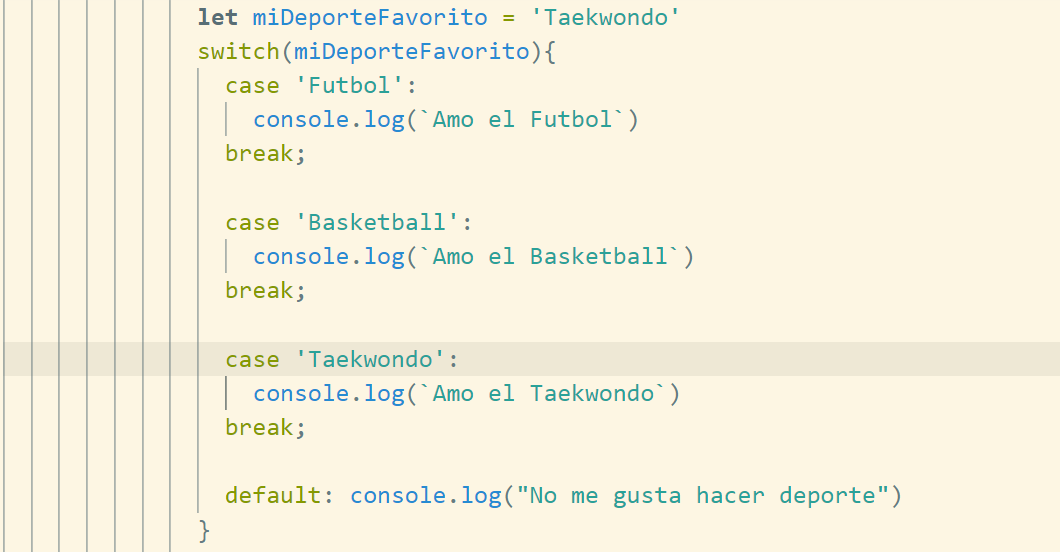 let miDeporteFavorito = 'Taekwondo'
switch(miDeporteFavorito){
case 'Futbol':
console.log(`Amo el Futbol`)
break;
case 'Basketball':
console.log(`Amo el Basketball`)
break;
case 'Taekwondo':
console.log(`Amo el Taekwondo`)
break;
default: console.log("No me gusta hacer deporte")
}